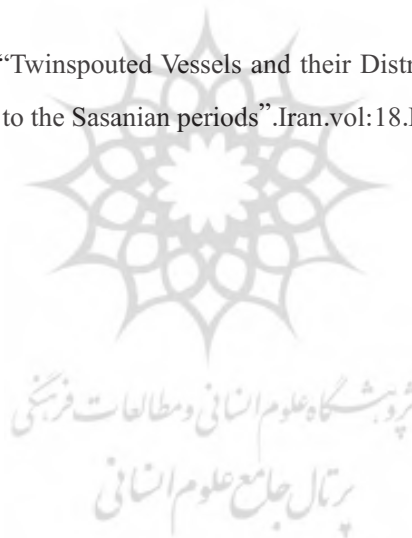 “Twinspouted Vessels and their Distr
to the Sasanian periods”.Iran.vol:18.
پژوهشگاه علوم انسانی و مطالعات فرهنگی
پرتال جامع علوم انسانی